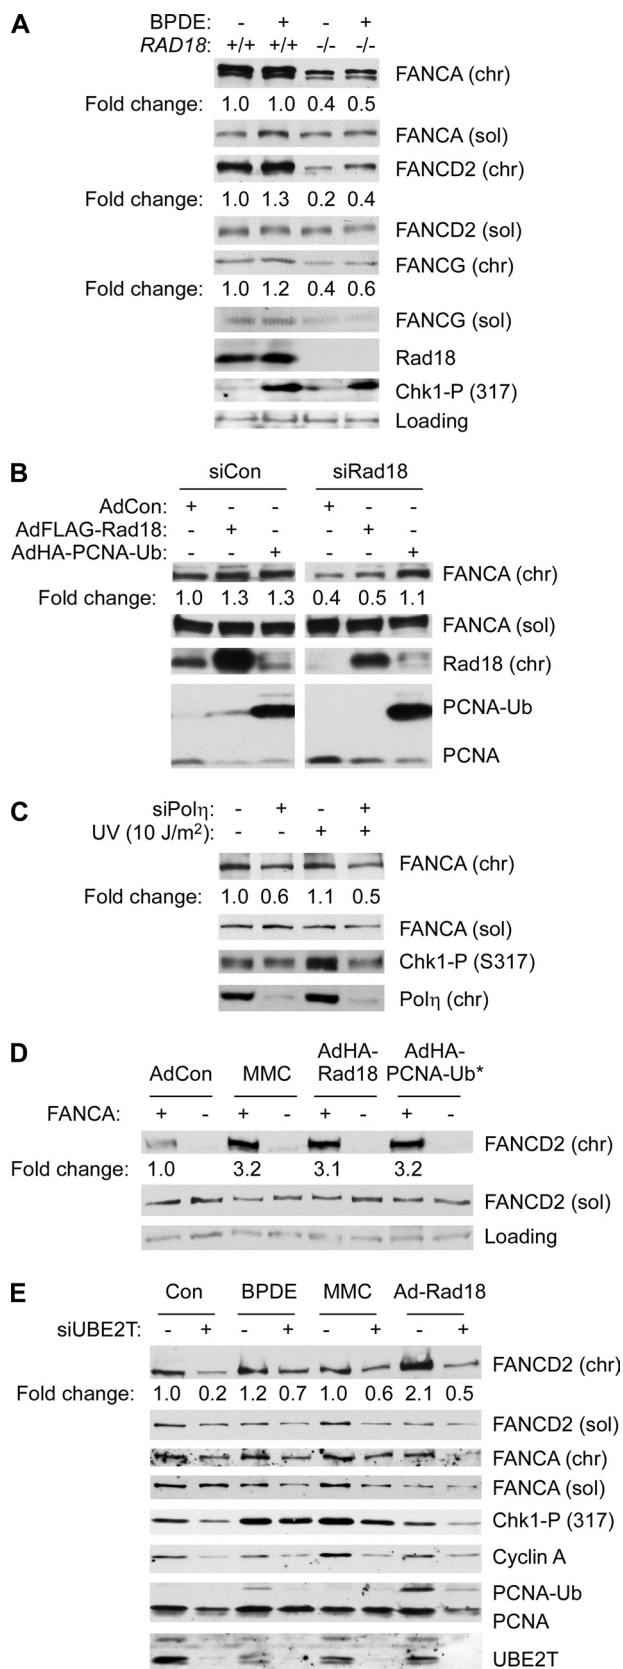 A
BPDE: - + - +
RAD18: +/+ +/+ -/- -/-
FANCA (chr)
Fold change: 1.0 1.0 0.4 0.5
FANCA (sol)
FANCD2 (chr)
Fold change: 1.0 1.3 0.2 0.4
FANCD2 (sol)
FANCG (chr)
Fold change: 1.0 1.2 0.4 0.6
FANCG (sol)
Rad18
Chk1-P (317)
Loading
B
siCon siRad18
AdCon: + - - + - -
AdFLAG-Rad18: - + - - + -
AdHA-PCNA-Ub: - - + - - +
FANCA (chr)
Fold change: 1.0 1.3 1.3 0.4 0.5 1.1
FANCA (sol)
Rad18 (chr)
PCNA-Ub
PCNA
C
siPolη: - + - +
UV (10 J/m²): - - + +
FANCA (chr)
Fold change: 1.0 0.6 1.1 0.5
FANCA (sol)
Chk1-P (S317)
Polη (chr)
D
AdCon MMC AdHA-Rad18 AdHA-PCNA-Ub*
FANCA: + - + - + - + -
FANCD2 (chr)
Fold change: 1.0 3.2 3.1 3.2
FANCD2 (sol)
Loading
E
Con BPDE MMC Ad-Rad18
siUBE2T: - + - + - + - +
FANCD2 (chr)
Fold change: 1.0 0.2 1.2 0.7 1.0 0.6 2.1 0.5
FANCD2 (sol)
FANCA (chr)
FANCA (sol)
Chk1-P (317)
Cyclin A
PCNA-Ub
PCNA
UBE2T